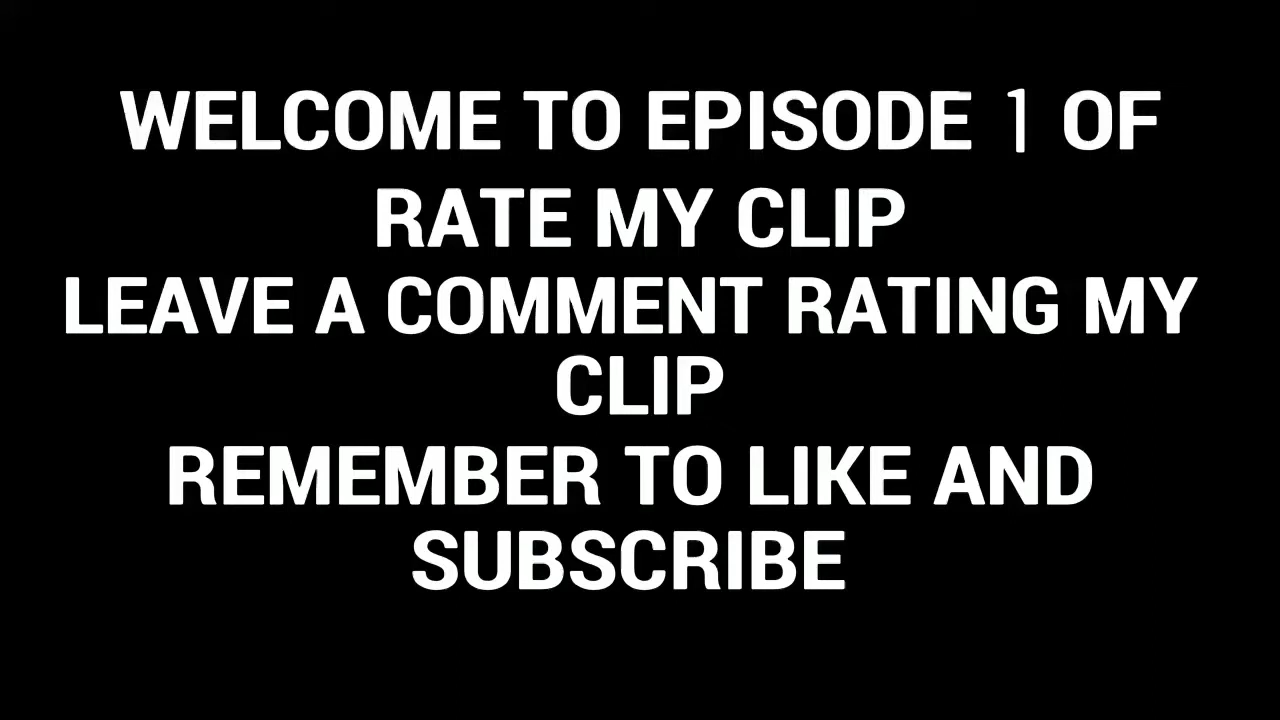 WELCOME TO EPISODE 1 OF
RATE MY CLIP
LEAVE A COMMENT RATING MY
CLIP
REMEMBER TO LIKE AND
SUBSCRIBE